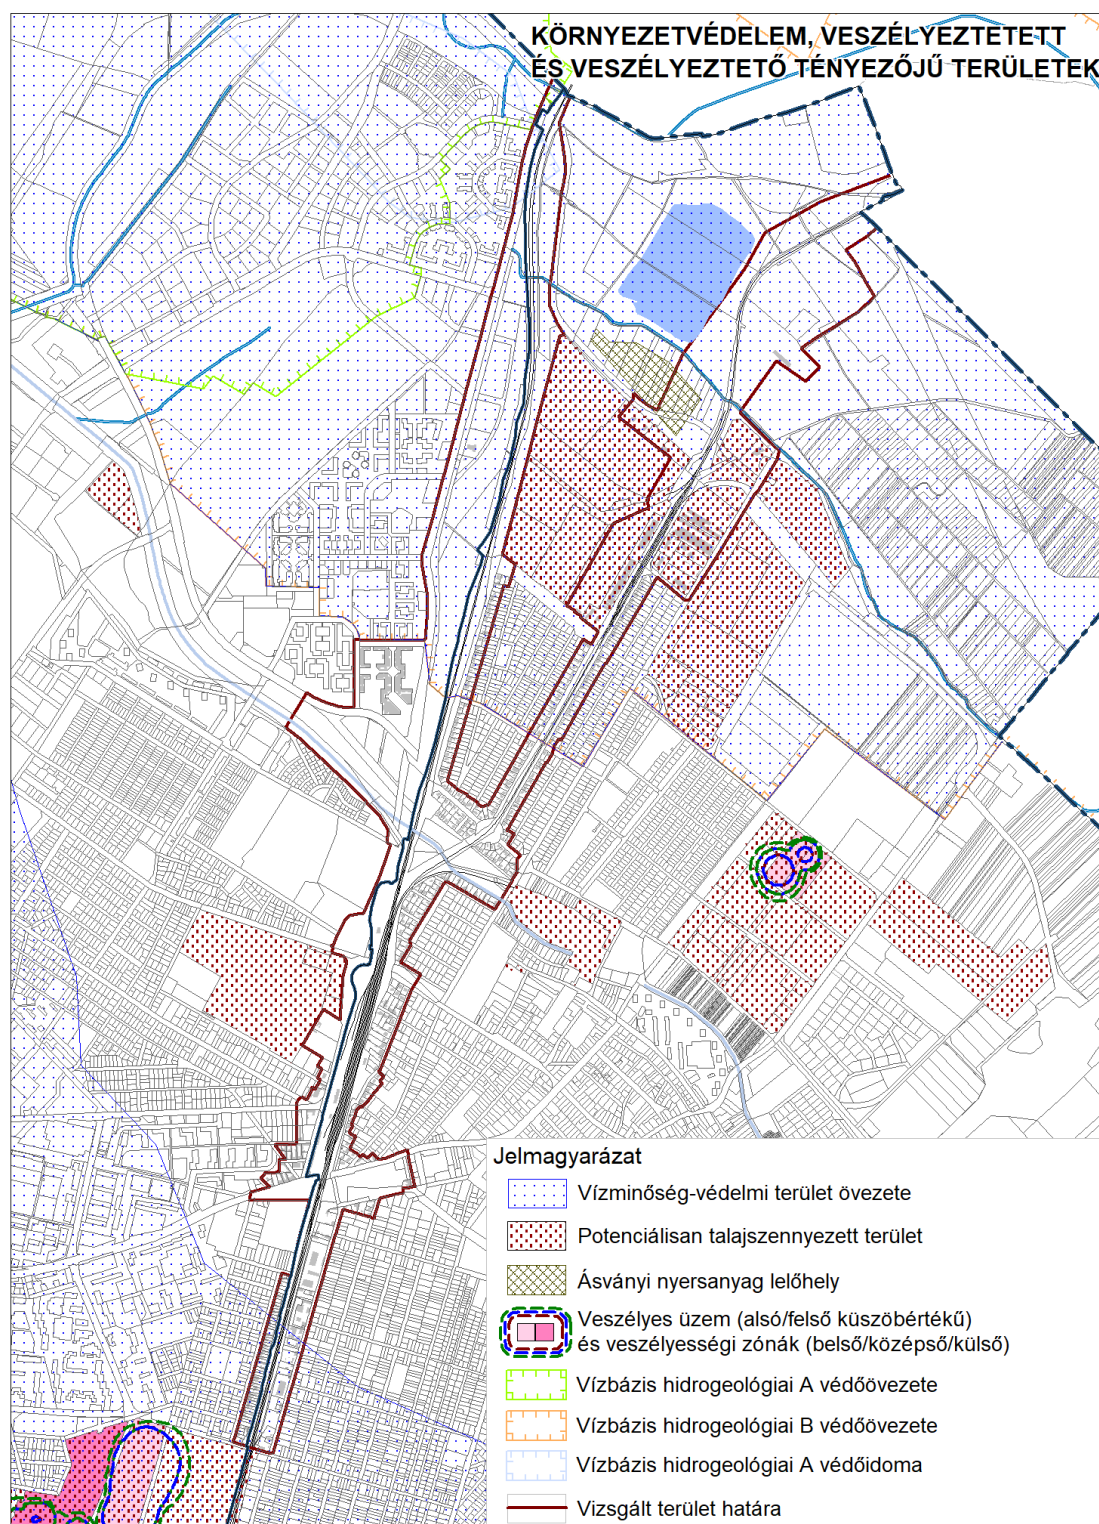 KÖRNYEZETVÉDELEM, VESZÉLYEZTETETT
ÉS VESZÉLYEZTETŐ TÉNYEZŐJŰ TERÜLETEK
Jelmagyarázat
Vízminőség-védelmi terület övezete
Potenciálisan talajszennyezett terület
Ásványi nyersanyag lelőhely
Veszélyes üzem (alsó/felső küszöbértékű)
és veszélyességi zónák (belső/középső/külső)
Vízbázis hidrogeológiai A védőövezete
Vízbázis hidrogeológiai B védőövezete
Vízbázis hidrogeológiai A védőidoma
Vizsgált terület határa